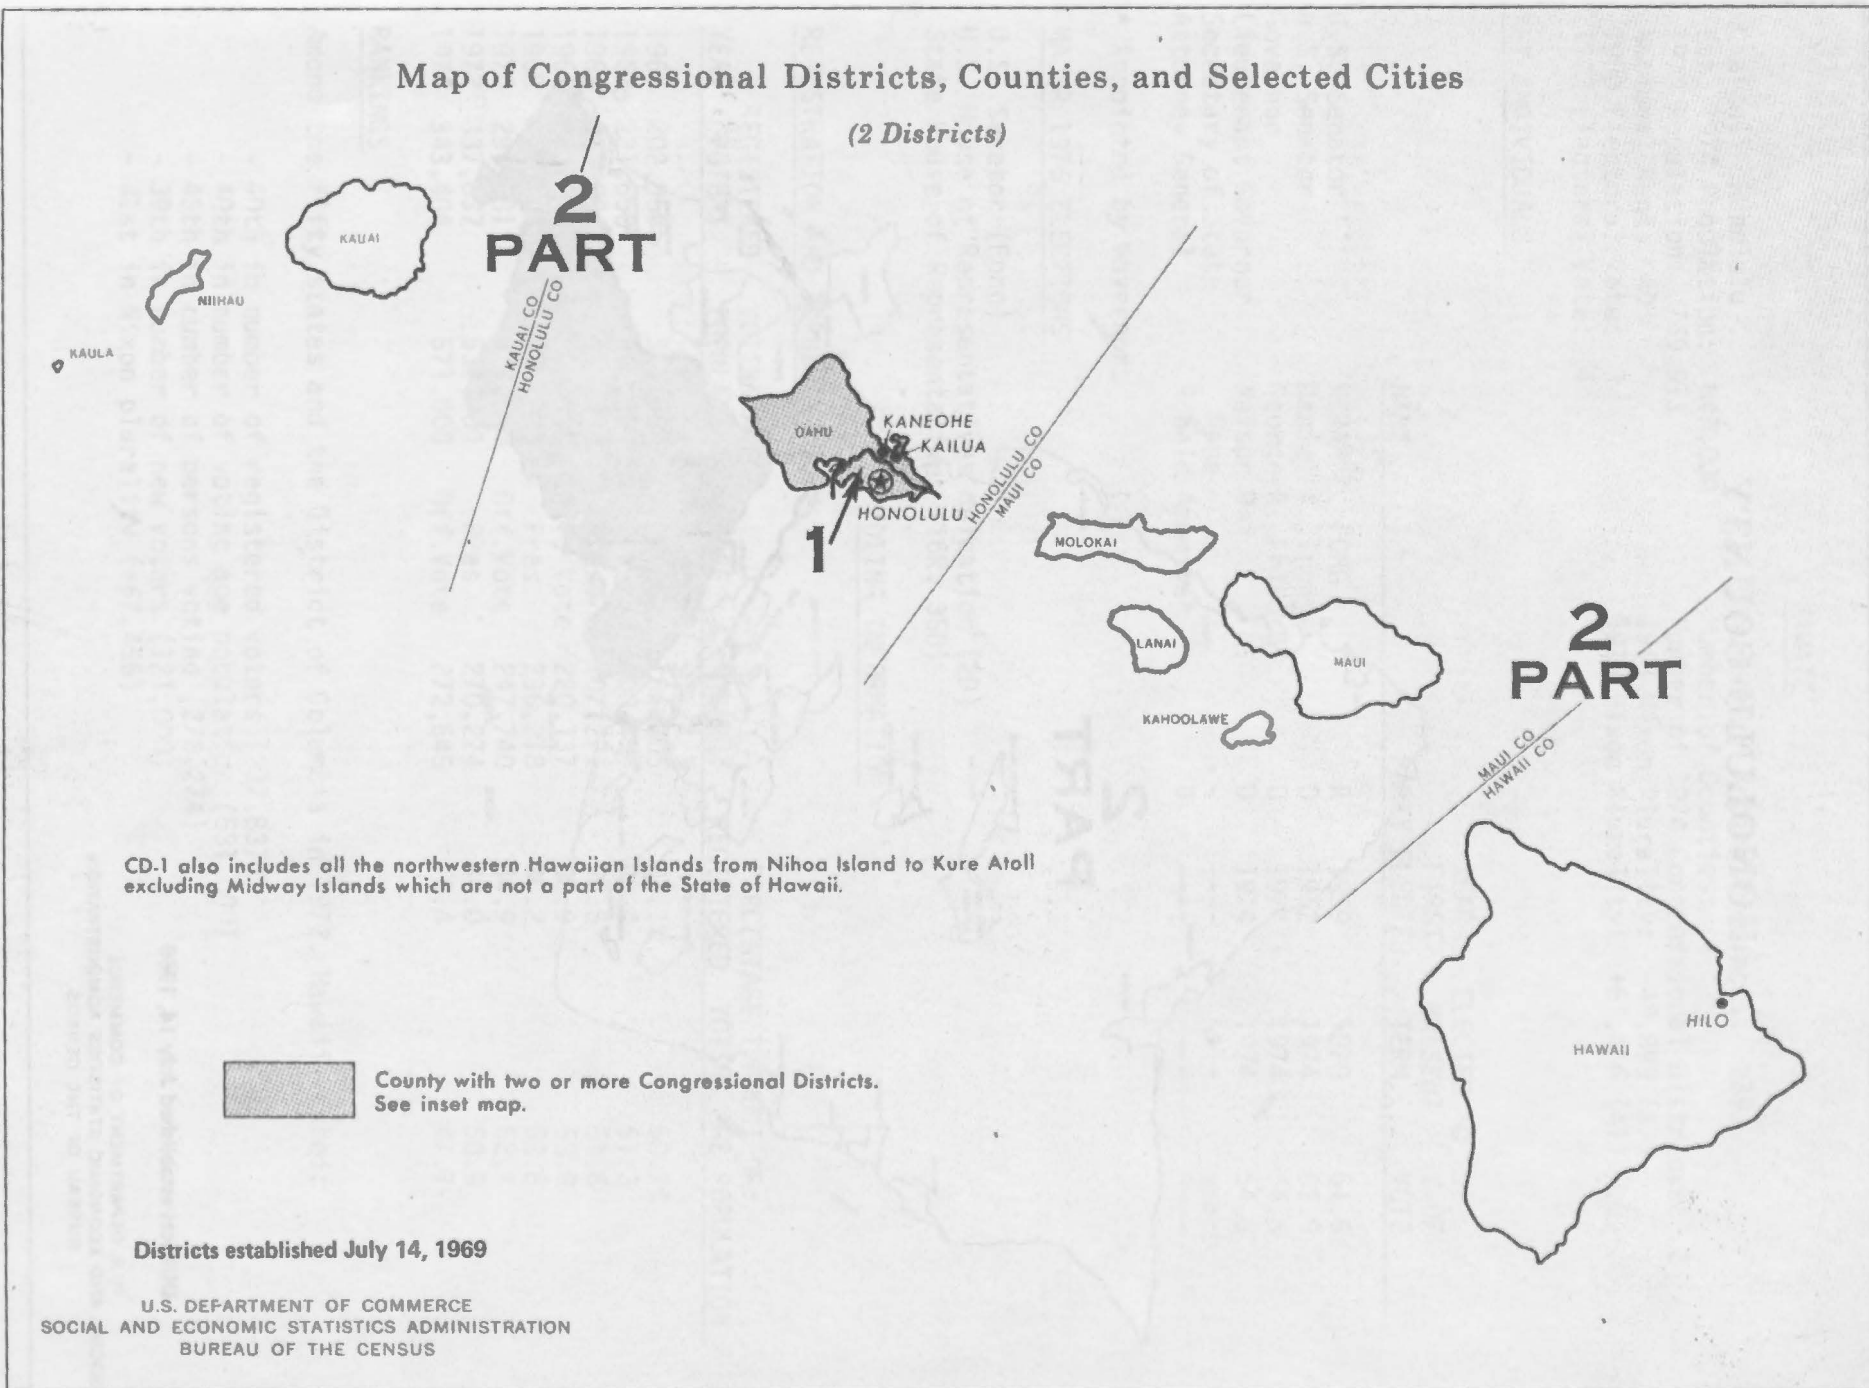 Map of Congressional Districts, Counties, and Selected Cities
(2 Districts)
2
PART
KAUAI
NIIHAU
KAULA
KAUAI CO
HONOLULU CO
OAHU
KANEOHE
KAILUA
HONOLULU
1
HONOLULU CO
MAUI CO
MOLOKAI
LANAI
MAUI
KAHOOLAWE
2
PART
MAUI CO
HAWAII CO
CD-1 also includes all the northwestern Hawaiian Islands from Nihoa Island to Kure Atoll
excluding Midway Islands which are not a part of the State of Hawaii.
HILO
HAWAII
County with two or more Congressional Districts.
See inset map.
Districts established July 14, 1969
U.S. DEPARTMENT OF COMMERCE
SOCIAL AND ECONOMIC STATISTICS ADMINISTRATION
BUREAU OF THE CENSUS